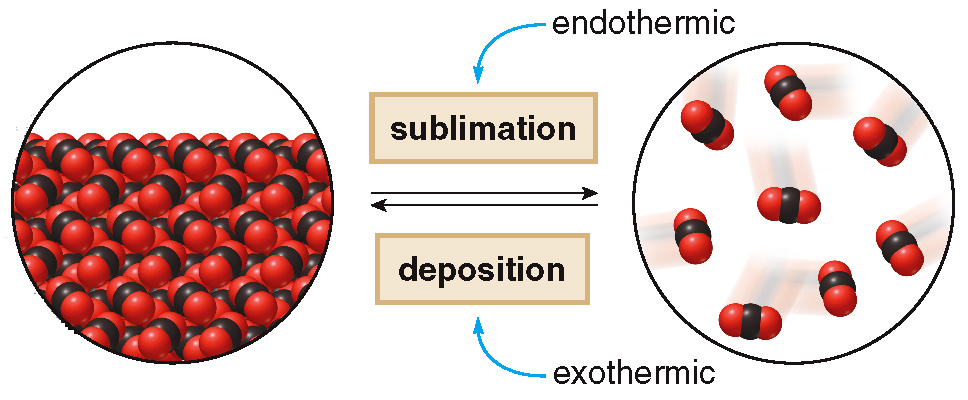 endothermic
sublimation
deposition
exothermic